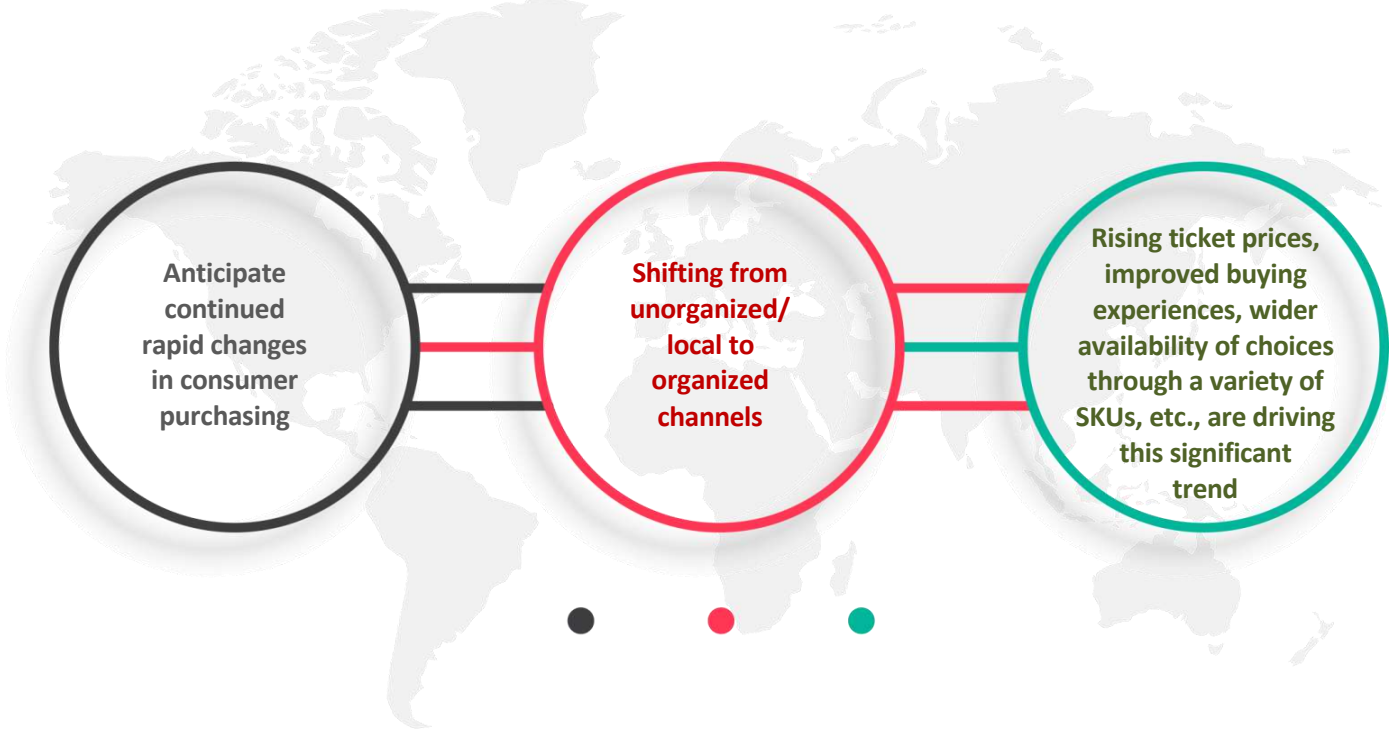 Anticipate
continued
rapid changes
in consumer
purchasing
Shifting from
unorganized/
local to
organized
channels
Rising ticket prices,
improved buying
experiences, wider
availability of choices
through a variety of
SKUs, etc., are driving
this significant
trend